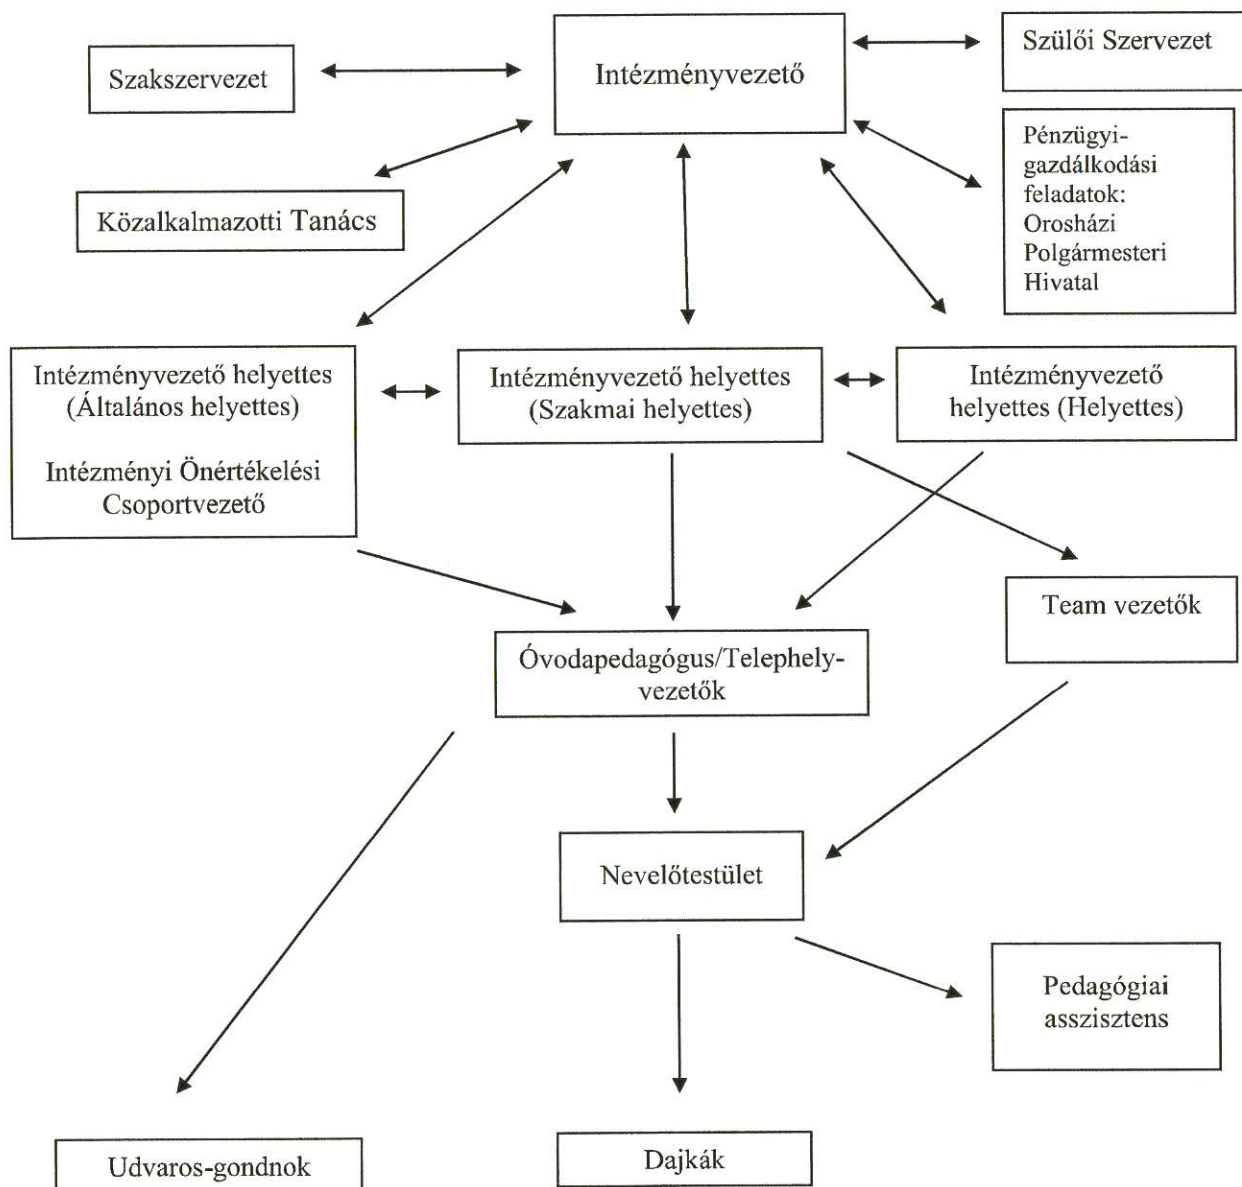 Szakszervezet
Intézményvezető
Szülői Szervezet
Közalkalmazotti Tanács
Pénzügyi-
gazdálkodási
feladatok:
Orosházi
Polgármesteri
Hivatal
Intézményvezető helyettes
(Általános helyettes)
Intézményi Önértékelési
Csoportvezető
Intézményvezető helyettes
(Szakmai helyettes)
Intézményvezető
helyettes (Helyettes)
Team vezetők
Óvodapedagógus/Telephely-
vezetők
Nevelőtestület
Pedagógiai
asszisztens
Udvaros-gondnok
Dajkák